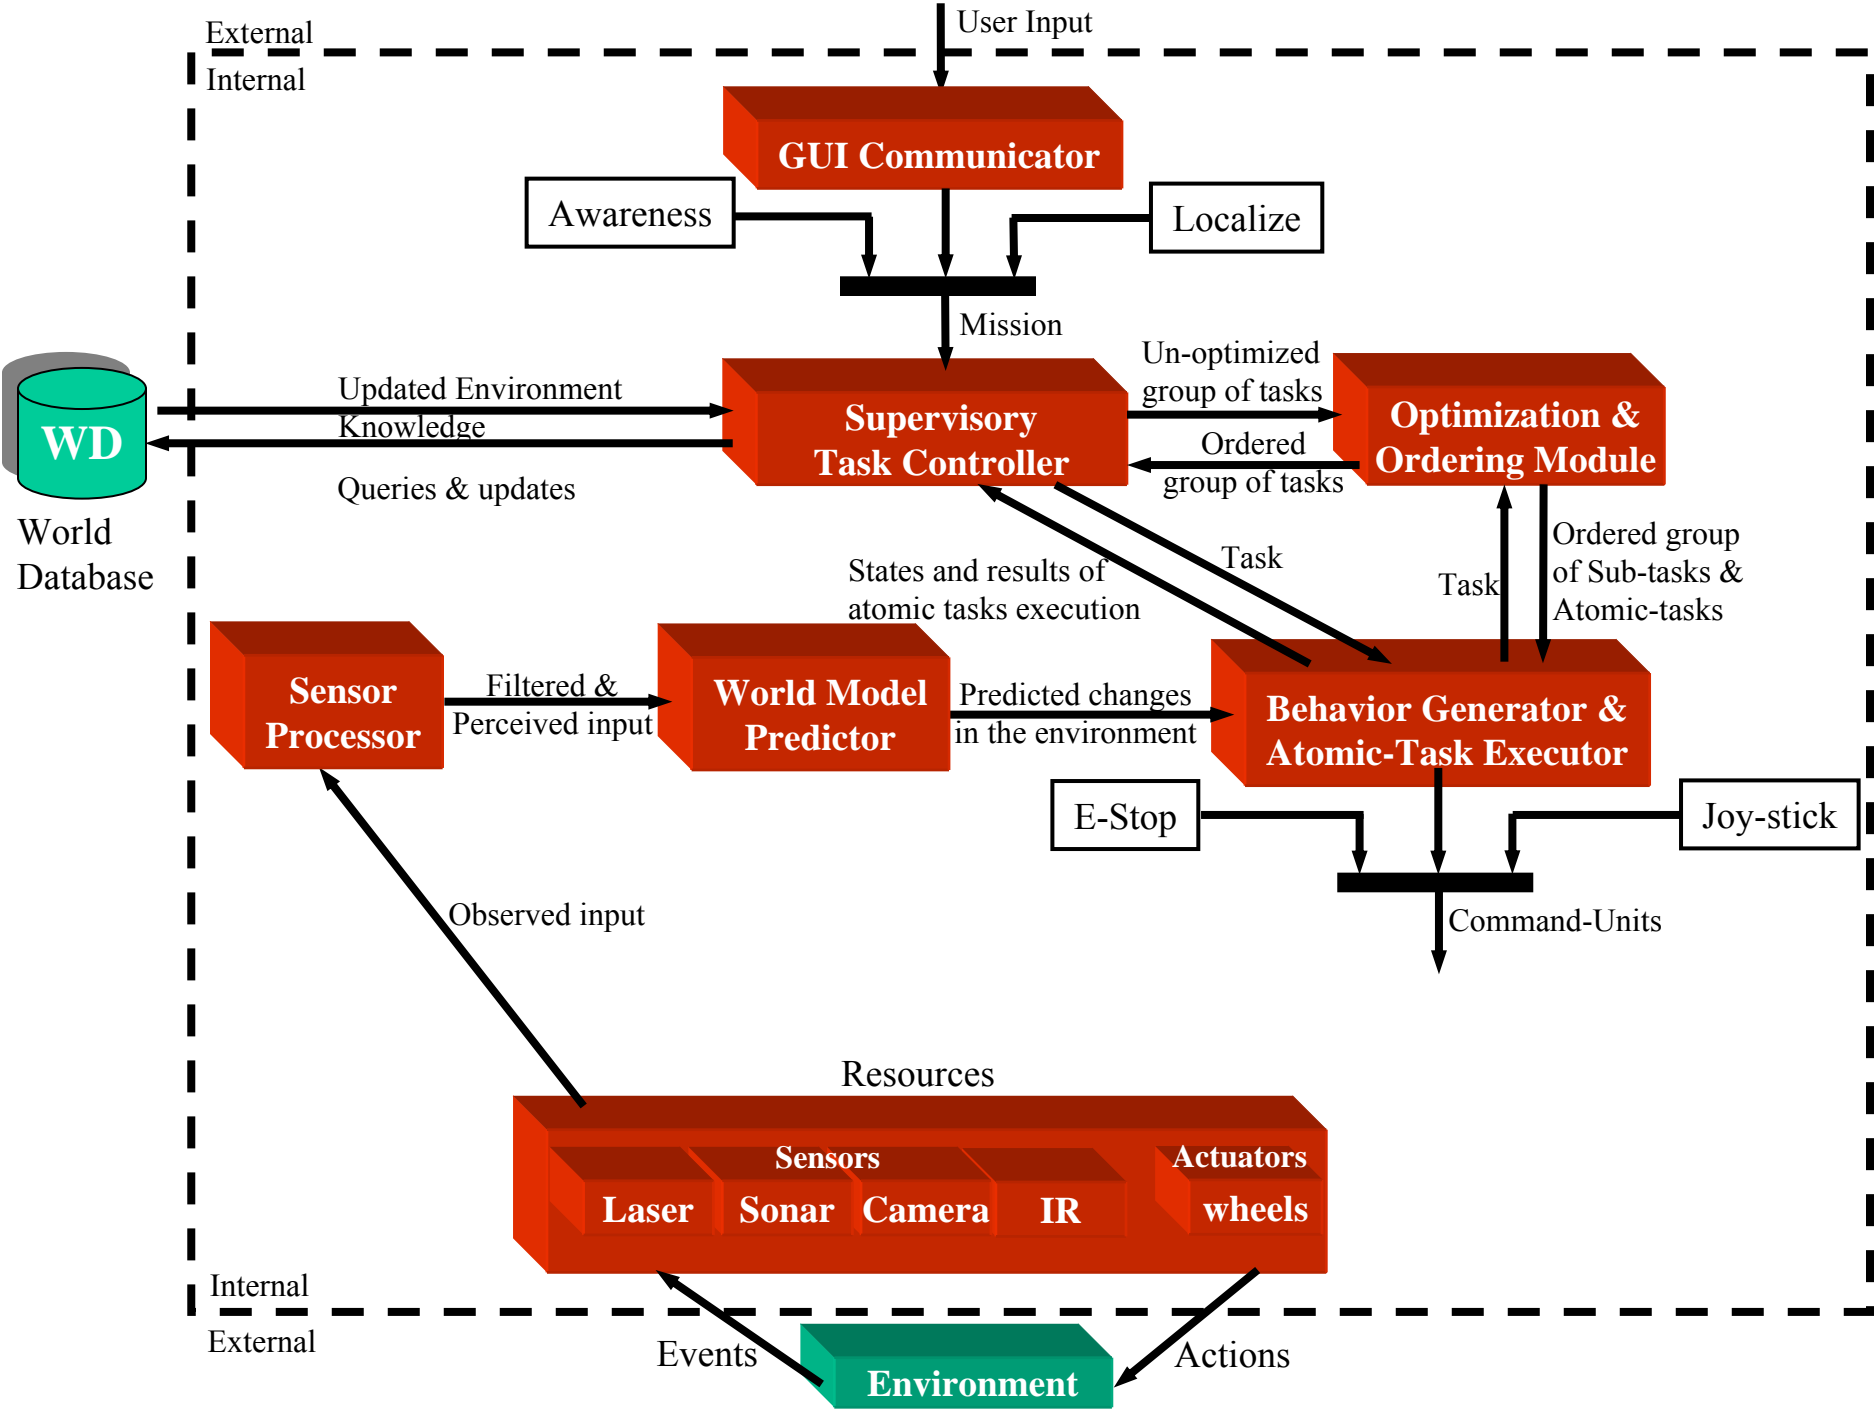 User Input
External
Internal
GUI Communicator
Awareness
Localize
Mission
Un-optimized
group of tasks
Updated Environment
Knowledge
Queries & updates
WD
World
Database
Supervisory
Task Controller
Ordered
group of tasks
Optimization &
Ordering Module
States and results of
atomic tasks execution
Task
Task
Ordered group
of Sub-tasks &
Atomic-tasks
Sensor
Processor
Filtered &
Perceived input
World Model
Predictor
Predicted changes
in the environment
Behavior Generator &
Atomic-Task Executor
E-Stop
Joy-stick
Command-Units
Observed input
Resources
Sensors
Actuators
Laser
Sonar
Camera
IR
wheels
Internal
External
Events
Actions
Environment